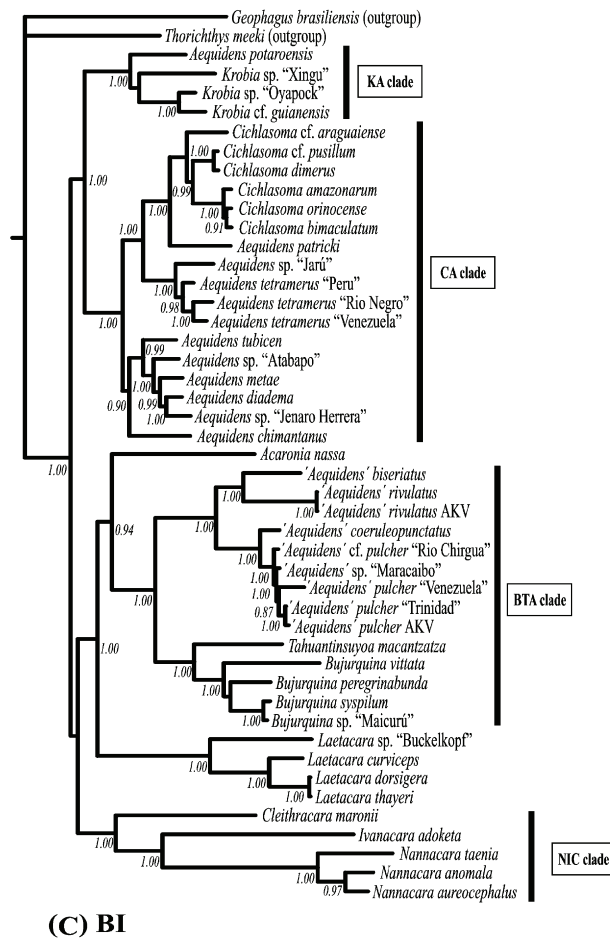 Geophagus brasiliensis (outgroup)
Thorichthys meeki (outgroup)
Aequidens potaroensis
1.00
Krobia sp. “Xingu”
KA clade
1.00
Krobia sp. “Oyapock”
1.00
Krobia cf. guianensis
Cichlasoma cf. araguaiense
1.00
Cichlasoma cf. pusillum
Cichlasoma dimerus
1.00
0.99
Cichlasoma amazonarum
1.00
1.00
Cichlasoma orinocense
0.91
Cichlasoma bimaculatum
1.00
Aequidens patricki
Aequidens sp. “Jarú”
CA clade
1.00
Aequidens tetramerus “Peru”
0.98
Aequidens tetramerus “Rio Negro”
1.00
1.00
Aequidens tetramerus “Venezuela”
Aequidens tubicen
0.99
Aequidens sp. “Atabapo”
1.00
Aequidens metae
0.90
0.99
Aequidens diadema
1.00
Aequidens sp. “Jenaro Herrera”
Aequidens chimantanus
1.00
Acaronia nassa
´Aequidens´ biseriatus
1.00
´Aequidens´ rivulatus
1.00
1.00
´Aequidens´ rivulatus AKV
0.94
´Aequidens´ coeruleopunctatus
1.00
´Aequidens´ cf. pulcher “Rio Chirgua”
1.00
´Aequidens´ sp. “Maracaibo”
1.00
1.00
´Aequidens´ pulcher “Venezuela”
BTA clade
0.87
´Aequidens´ pulcher “Trinidad”
1.00
´Aequidens´ pulcher AKV
Tahuantinsuyoa macantzatza
1.00
1.00
Bujurquina vittata
1.00
Bujurquina peregrinabunda
Bujurquina syspilum
1.00
Bujurquina sp. “Maicurú”
Laetacara sp. “Buckelkopf”
1.00
Laetacara curviceps
1.00
Laetacara dorsigera
1.00
Laetacara thayeri
Cleithracara maronii
1.00
Ivanacara adoketa
1.00
Nannacara taenia
NIC clade
1.00
Nannacara anomala
0.97
Nannacara aureocephalus
(C) BI